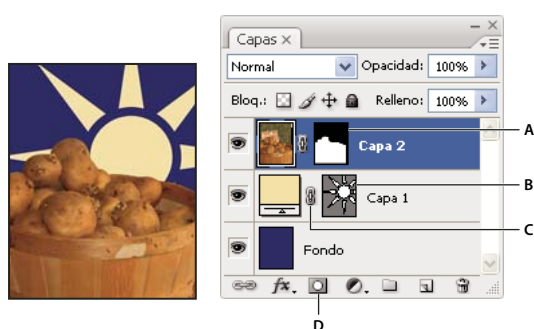 Capas ×
Normal Opacidad: 100%
Bloq.: Relleno: 100%
A
Capa 2
B
Capa 1
C
Fondo
fx.
D